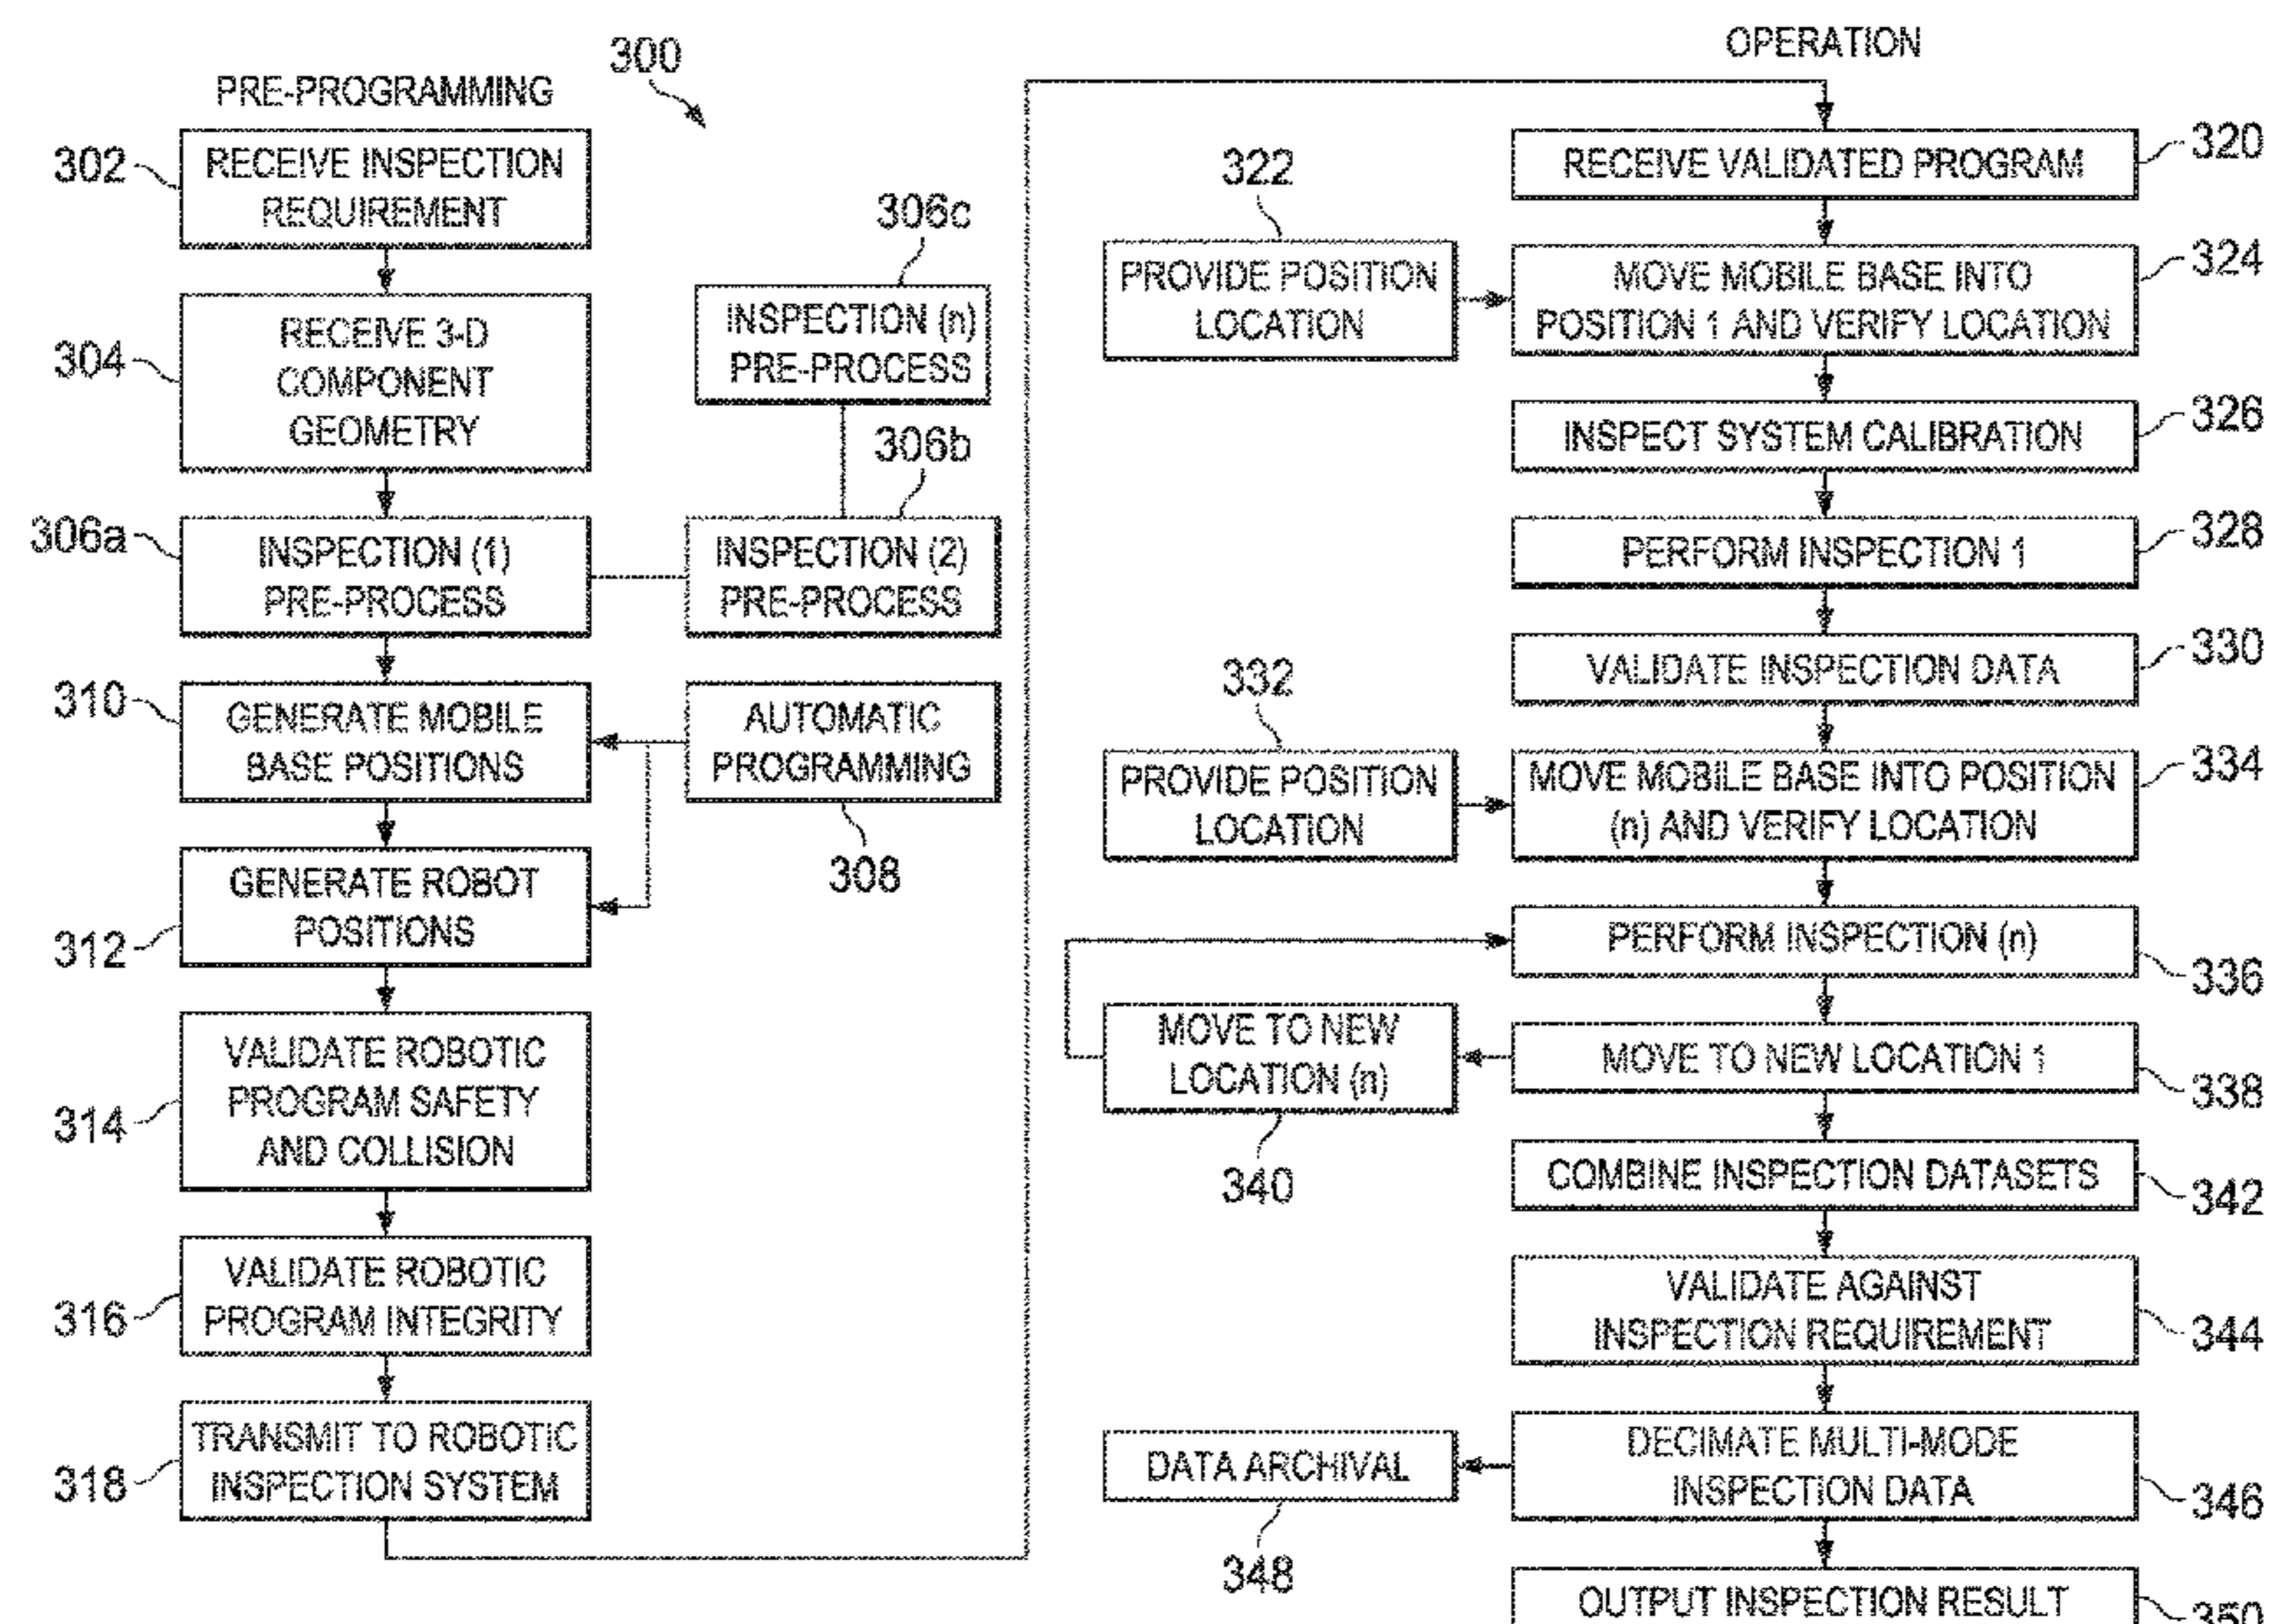 300
PRE-PROGRAMMING
302
RECEIVE INSPECTION
REQUIREMENT
304
RECEIVE 3-D
COMPONENT
GEOMETRY
306c
INSPECTION (n)
PRE-PROCESS
306b
INSPECTION (2)
PRE-PROCESS
306a
INSPECTION (1)
PRE-PROCESS
310
GENERATE MOBILE
BASE POSITIONS
AUTOMATIC
PROGRAMMING
308
312
GENERATE ROBOT
POSITIONS
314
VALIDATE ROBOTIC
PROGRAM SAFETY
AND COLLISION
316
VALIDATE ROBOTIC
PROGRAM INTEGRITY
318
TRANSMIT TO ROBOTIC
INSPECTION SYSTEM
OPERATION
RECEIVE VALIDATED PROGRAM
320
322
PROVIDE POSITION
LOCATION
MOVE MOBILE BASE INTO
POSITION 1 AND VERIFY LOCATION
324
INSPECT SYSTEM CALIBRATION
326
PERFORM INSPECTION 1
328
VALIDATE INSPECTION DATA
330
332
PROVIDE POSITION
LOCATION
MOVE MOBILE BASE INTO POSITION
(n) AND VERIFY LOCATION
334
PERFORM INSPECTION (n)
336
MOVE TO NEW
LOCATION (n)
340
MOVE TO NEW LOCATION 1
338
COMBINE INSPECTION DATASETS
342
VALIDATE AGAINST
INSPECTION REQUIREMENT
344
DECIMATE MULTI-MODE
INSPECTION DATA
346
DATA ARCHIVAL
348
OUTPUT INSPECTION RESULT
350